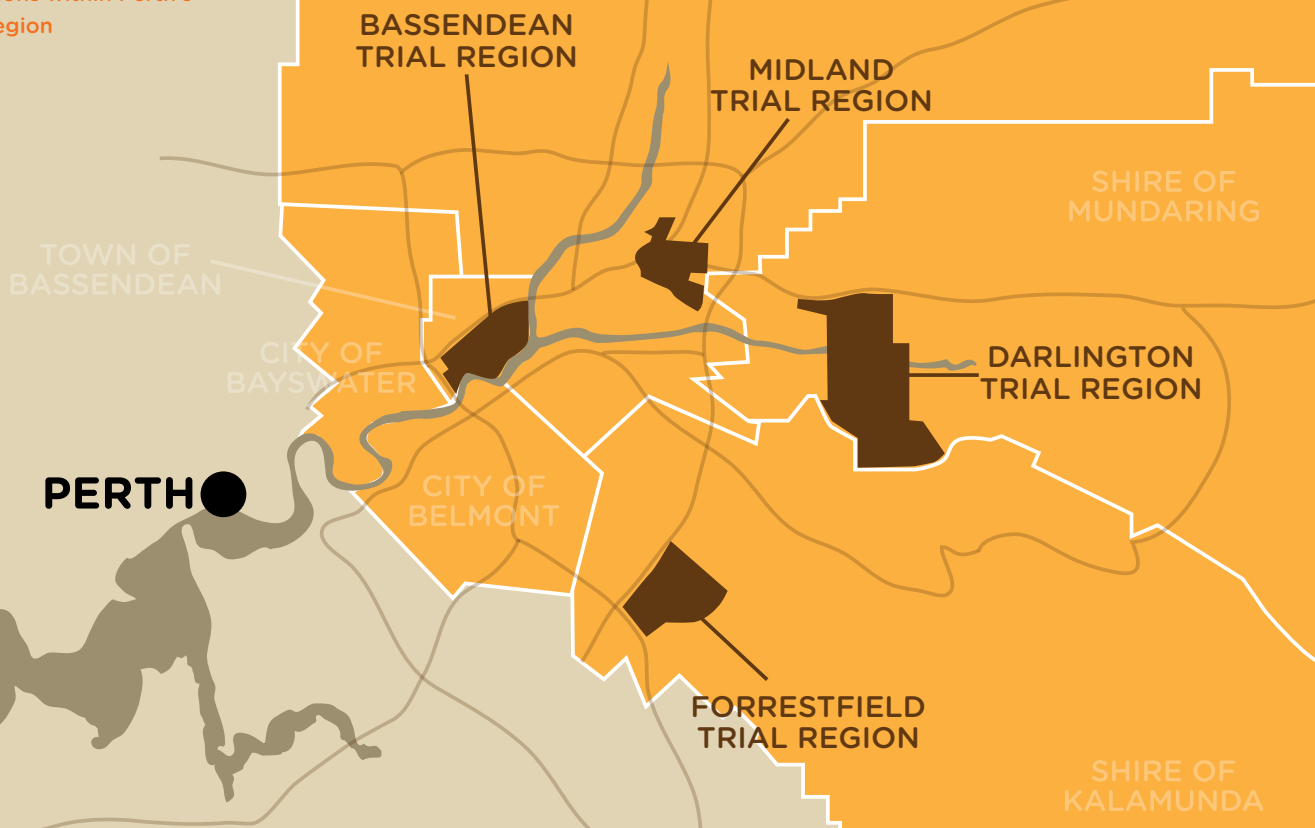 egion
BASSENDEAN
TRIAL REGION
MIDLAND
TRIAL REGION
SHIRE OF
MUNDARING
TOWN OF
BASSENDEAN
CITY OF
BAYSWATER
DARLINGTON
TRIAL REGION
PERTH
CITY OF
BELMONT
FORRESTFIELD
TRIAL REGION
SHIRE OF
KALAMUNDA